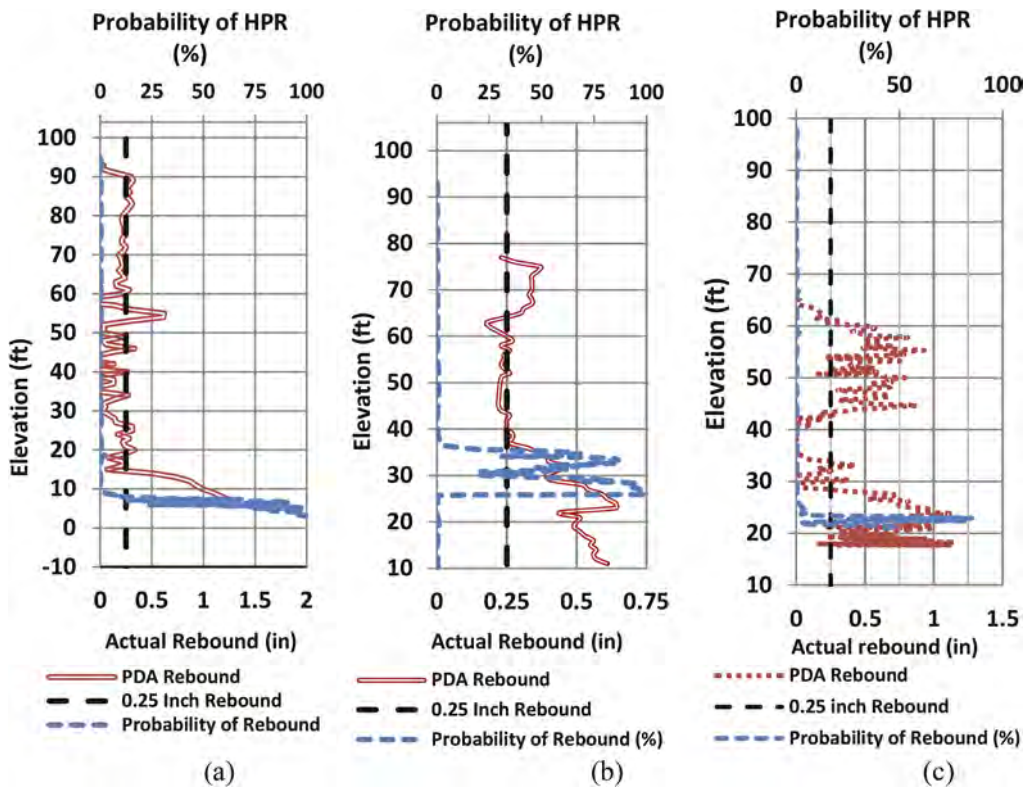 Probability of HPR
(%)
0 25 50 75 100
100
90
80
70
60
50
40
30
20
10
0
-10
Elevation (ft)
0 0.5 1 1.5 2
Actual Rebound (in)
PDA Rebound
0.25 Inch Rebound
Probability of Rebound
(a)
Probability of HPR
(%)
0 25 50 75 100
100
90
80
70
60
50
40
30
20
10
Elevation (ft)
0 0.25 0.5 0.75
Actual Rebound (in)
PDA Rebound
0.25 Inch Rebound
Probability of Rebound (%)
(b)
Probability of HPR
(%)
0 50 100
100
90
80
70
60
50
40
30
20
10
Elevation (ft)
0 0.5 1 1.5
Actual rebound (in)
PDA Rebound
0.25 inch Rebound
Probability of Rebound (%)
(c)